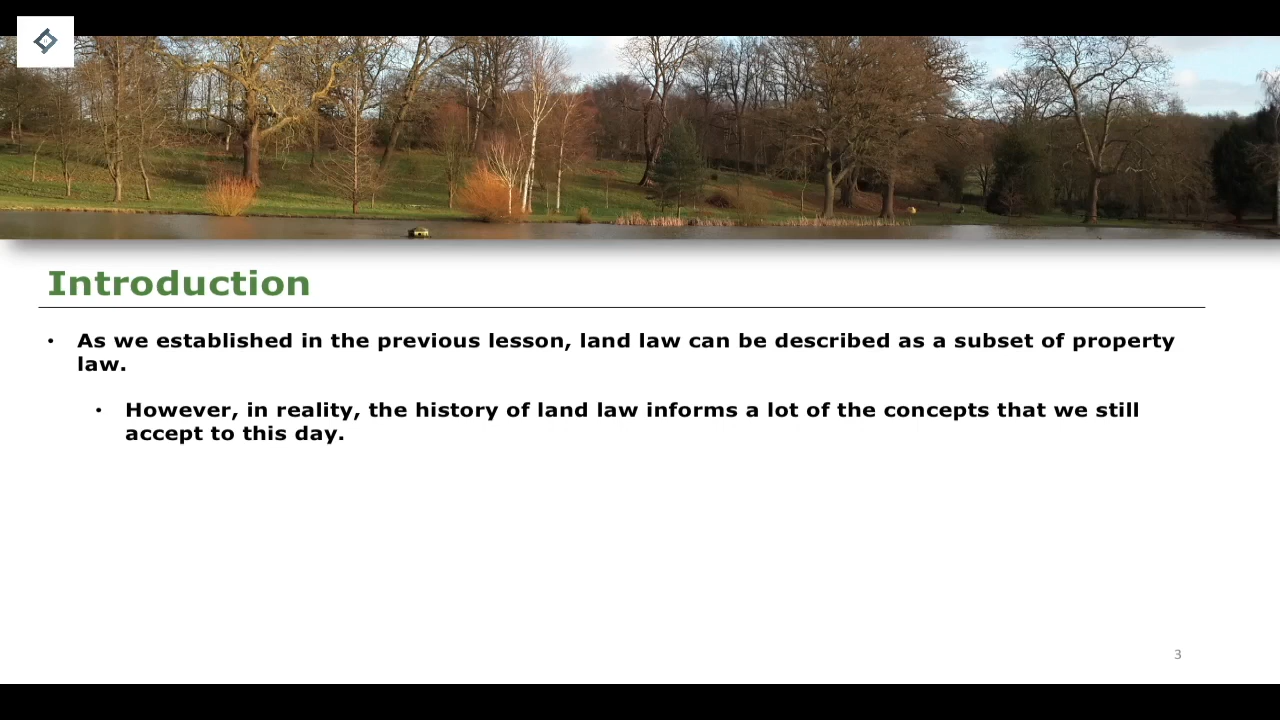 Introduction
• As we established in the previous lesson, land law can be described as a subset of property
law.
• However, in reality, the history of land law informs a lot of the concepts that we still
accept to this day.
3